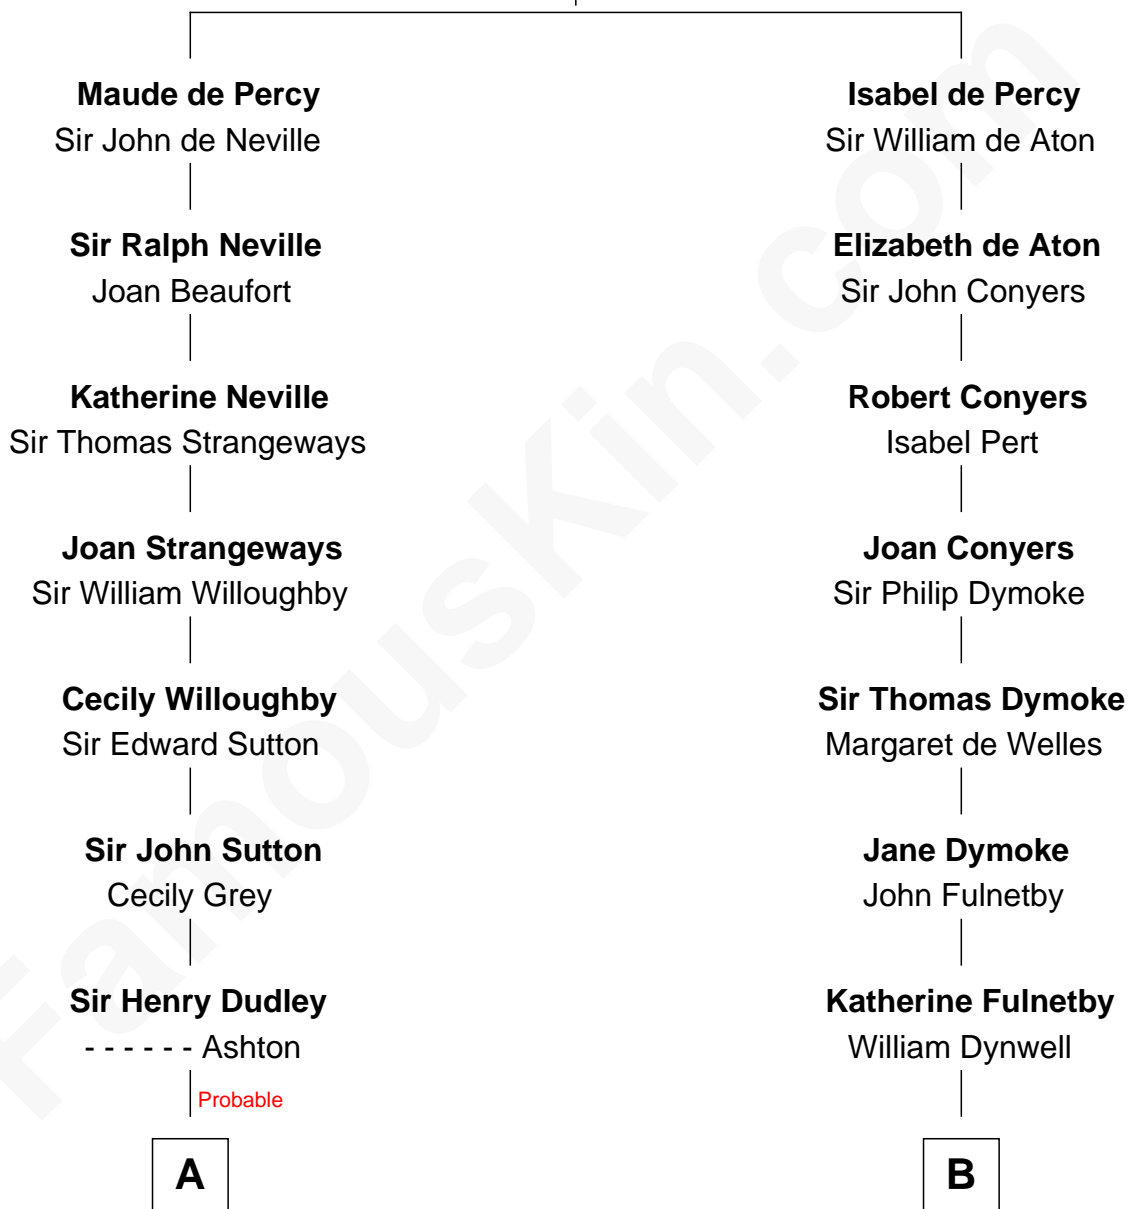 Maude de Percy
Sir John de Neville
Isabel de Percy
Sir William de Aton
Sir Ralph Neville
Joan Beaufort
Elizabeth de Aton
Sir John Conyers
Katherine Neville
Sir Thomas Strangeways
Robert Conyers
Isabel Pert
Joan Strangeways
Sir William Willoughby
Joan Conyers
Sir Philip Dymoke
Cecily Willoughby
Sir Edward Sutton
Sir Thomas Dymoke
Margaret de Welles
Sir John Sutton
Cecily Grey
Jane Dymoke
John Fulnetby
Sir Henry Dudley
- - - - - - Ashton
Katherine Fulnetby
William Dynwell
Probable
A
B
FamousKin.com